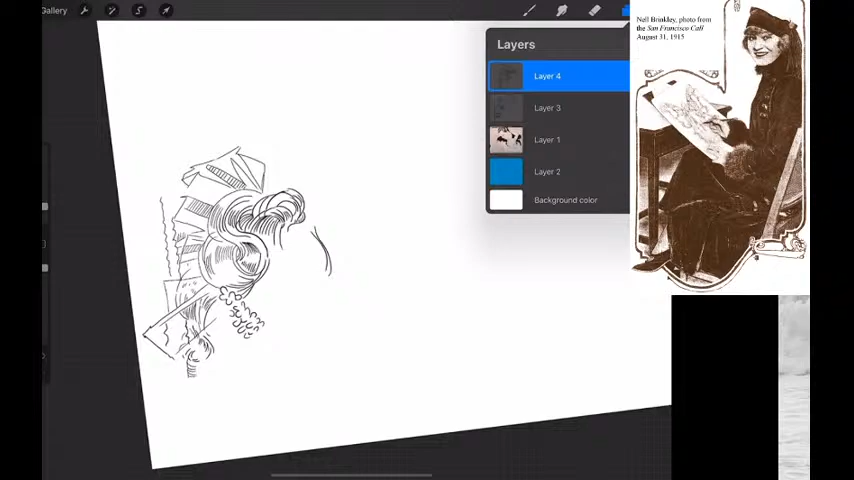 Gallery
Layers
Layer 4
Layer 3
Layer 1
Layer 2
Background color
Nell Brinkley, photo from
the San Francisco Call
August 31, 1915